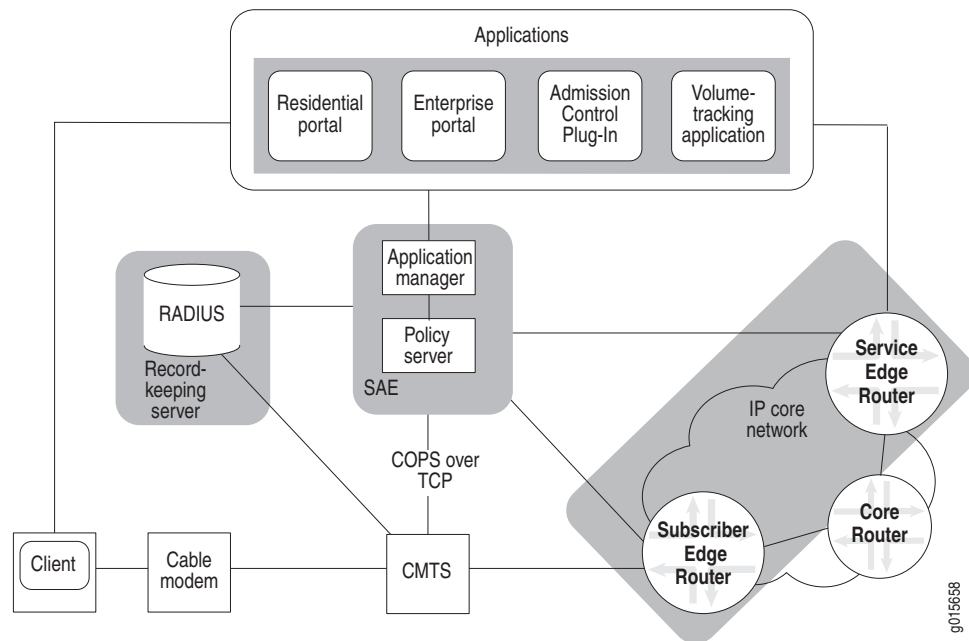 Applications
Residential
portal
Enterprise
portal
Admission
Control
Plug-In
Volume-
tracking
application
Application
manager
RADIUS
Policy
server
Record-
keeping
server
SAE
Service
Edge
Router
IP core
network
COPS over
TCP
Core
Router
Subscriber
Edge
Router
Client
Cable
modem
CMTS
g015658